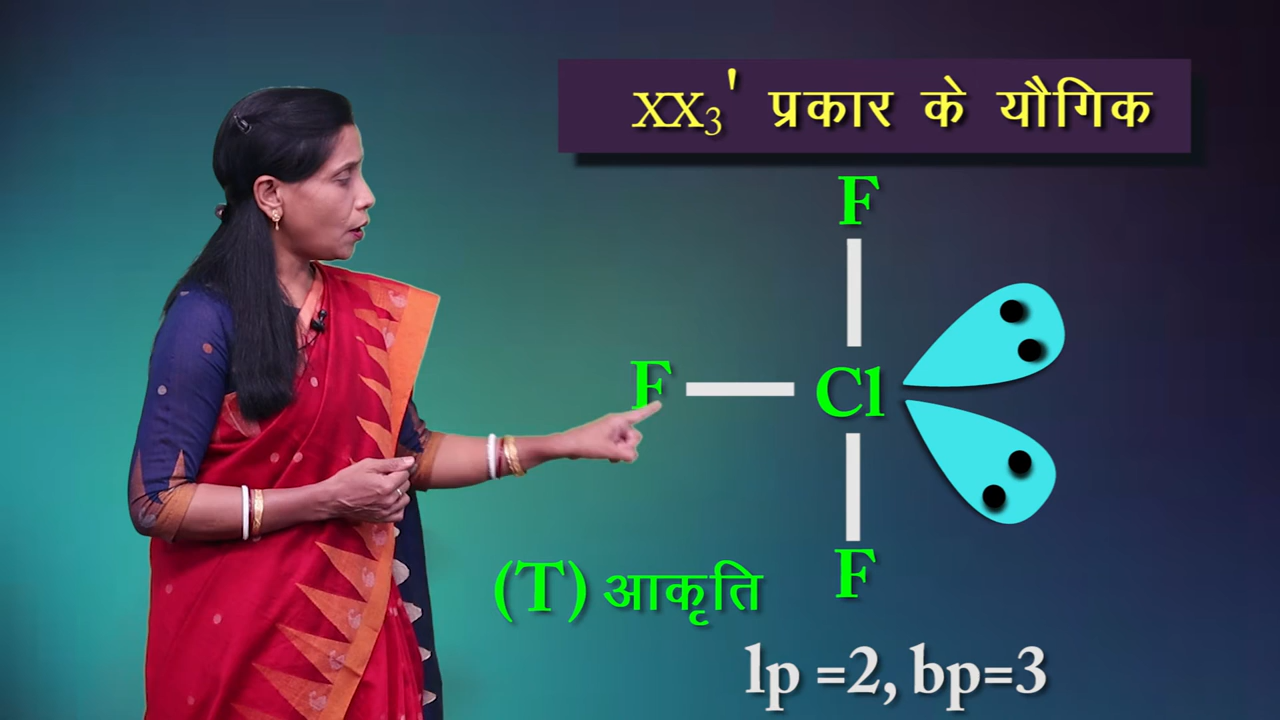 XX₃' प्रकार के यौगिक
F
F Cl
F
(T) आकृति
lp =2, bp=3